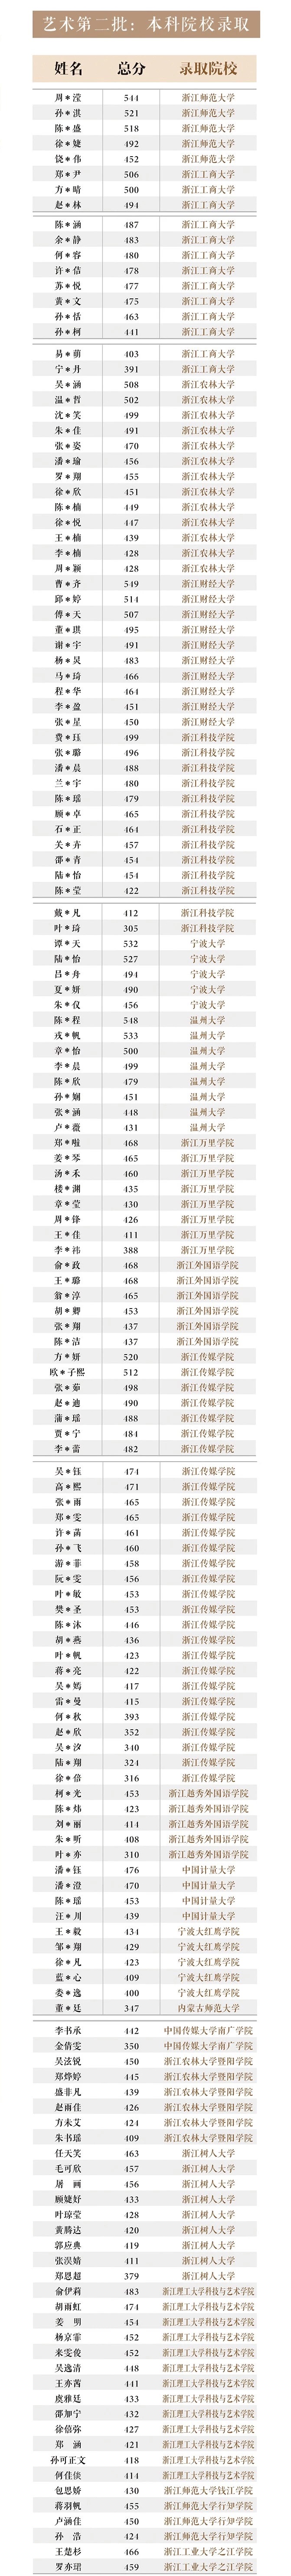 艺术第二批：本科院校录取
姓名 总分 录取院校
周*滢 544 浙江师范大学
孙*淇 521 浙江师范大学
陈*盛 518 浙江师范大学
徐*婕 492 浙江师范大学
饶*伟 452 浙江师范大学
郑*尹 506 浙江工商大学
方*晴 500 浙江工商大学
赵*林 494 浙江工商大学
陈*涵 487 浙江工商大学
余*静 483 浙江工商大学
何*容 480 浙江工商大学
许*信 478 浙江工商大学
苏*悦 477 浙江工商大学
黄*文 475 浙江工商大学
孙*恬 463 浙江工商大学
孙*柯 441 浙江工商大学
易*萌 403 浙江工商大学
宁*丹 391 浙江工商大学
吴*涵 508 浙江农林大学
温*哲 502 浙江农林大学
沈*笑 499 浙江农林大学
朱*佳 491 浙江农林大学
张*姿 470 浙江农林大学
潘*瑜 456 浙江农林大学
罗*翔 455 浙江农林大学
徐*欣 451 浙江农林大学
陈*楠 449 浙江农林大学
徐*悦 447 浙江农林大学
王*楠 439 浙江农林大学
李*楠 428 浙江农林大学
周*颖 428 浙江农林大学
曹*齐 549 浙江财经大学
邱*婷 514 浙江财经大学
傅*天 507 浙江财经大学
董*琪 495 浙江财经大学
谢*宇 491 浙江财经大学
杨*炅 483 浙江财经大学
马*琦 466 浙江财经大学
程*华 464 浙江财经大学
李*盈 451 浙江财经大学
张*星 450 浙江财经大学
龚*珏 499 浙江科技学院
张*璐 496 浙江科技学院
潘*晨 488 浙江科技学院
兰*宇 480 浙江科技学院
陈*瑶 479 浙江科技学院
顾*卓 465 浙江科技学院
石*正 464 浙江科技学院
关*卉 457 浙江科技学院
邵*青 454 浙江科技学院
陆*怡 454 浙江科技学院
陈*莹 422 浙江科技学院
戴*凡 412 浙江科技学院
叶*琦 305 浙江科技学院
谭*天 532 宁波大学
陆*怡 527 宁波大学
吕*舟 494 宁波大学
夏*妍 490 宁波大学
朱*仪 456 宁波大学
陈*程 548 温州大学
戎*帆 533 温州大学
章*怡 500 温州大学
李*晨 499 温州大学
陈*欣 479 温州大学
孙*娴 451 温州大学
张*涵 448 温州大学
卢*薇 431 温州大学
郑*啦 468 浙江万里学院
姜*琴 465 浙江万里学院
汤*禾 460 浙江万里学院
楼*渊 435 浙江万里学院
章*莹 430 浙江万里学院
周*锋 426 浙江万里学院
王*佳 411 浙江万里学院
李*祎 388 浙江万里学院
俞*政 468 浙江外国语学院
王*璐 468 浙江外国语学院
翁*淳 465 浙江外国语学院
胡*卿 453 浙江外国语学院
张*翔 437 浙江外国语学院
陈*洁 437 浙江外国语学院
方*妍 520 浙江传媒学院
欧*子熙 512 浙江传媒学院
张*茹 498 浙江传媒学院
赵*迪 490 浙江传媒学院
蒲*瑶 488 浙江传媒学院
贾*宁 484 浙江传媒学院
李*蕾 482 浙江传媒学院
吴*钰 474 浙江传媒学院
高*熙 471 浙江传媒学院
张*雨 465 浙江传媒学院
郑*雯 465 浙江传媒学院
许*菡 461 浙江传媒学院
孙*飞 460 浙江传媒学院
游*菲 458 浙江传媒学院
阮*雯 456 浙江传媒学院
叶*敏 453 浙江传媒学院
樊*圣 453 浙江传媒学院
陈*沐 446 浙江传媒学院
胡*燕 436 浙江传媒学院
叶*帆 423 浙江传媒学院
蒋*亮 422 浙江传媒学院
吴*嫣 417 浙江传媒学院
雷*曼 415 浙江传媒学院
何*秋 393 浙江传媒学院
赵*欣 352 浙江传媒学院
吴*汐 340 浙江传媒学院
陆*翔 324 浙江传媒学院
徐*倍 316 浙江传媒学院
柯*光 453 浙江越秀外国语学院
陈*炜 423 浙江越秀外国语学院
刘*丽 414 浙江越秀外国语学院
朱*昕 408 浙江越秀外国语学院
叶*亦 310 浙江越秀外国语学院
潘*钰 476 中国计量大学
潘*澄 470 中国计量大学
陈*瑶 453 中国计量大学
汪*川 439 中国计量大学
王*毅 434 宁波大红鹰学院
邹*翔 429 宁波大红鹰学院
徐*凡 423 宁波大红鹰学院
蓝*心 409 宁波大红鹰学院
娄*逸 400 宁波大红鹰学院
董*廷 347 内蒙古师范大学
李书承 442 中国传媒大学南广学院
金倩雯 350 中国传媒大学南广学院
吴泫锐 450 浙江农林大学暨阳学院
郑烨婷 445 浙江农林大学暨阳学院
盛非凡 439 浙江农林大学暨阳学院
赵雨佳 426 浙江农林大学暨阳学院
方未艾 424 浙江农林大学暨阳学院
朱书瑶 409 浙江农林大学暨阳学院
任天笑 463 浙江树人大学
毛可欣 457 浙江树人大学
屠 画 456 浙江树人大学
顾婕妤 433 浙江树人大学
叶琼莹 428 浙江树人大学
黄腾达 420 浙江树人大学
郭应典 419 浙江树人大学
张淏婧 411 浙江树人大学
郑恩超 379 浙江树人大学
俞伊莉 483 浙江理工大学科技与艺术学院
胡雨虹 474 浙江理工大学科技与艺术学院
姜 明 454 浙江理工大学科技与艺术学院
杨京霏 452 浙江理工大学科技与艺术学院
来雯俊 452 浙江理工大学科技与艺术学院
吴逸清 448 浙江理工大学科技与艺术学院
王亦茜 441 浙江理工大学科技与艺术学院
虞雅廷 433 浙江理工大学科技与艺术学院
邵加宁 432 浙江理工大学科技与艺术学院
徐倍弥 427 浙江理工大学科技与艺术学院
郑 涵 421 浙江理工大学科技与艺术学院
孙可正文 418 浙江理工大学科技与艺术学院
何佳倓 414 浙江理工大学科技与艺术学院
包思娇 430 浙江师范大学钱江学院
蒋羽帆 455 浙江师范大学行知学院
卢涵佳 450 浙江师范大学行知学院
孙 浩 424 浙江师范大学行知学院
王楚杉 466 浙江工业大学之江学院
罗亦珺 459 浙江工业大学之江学院